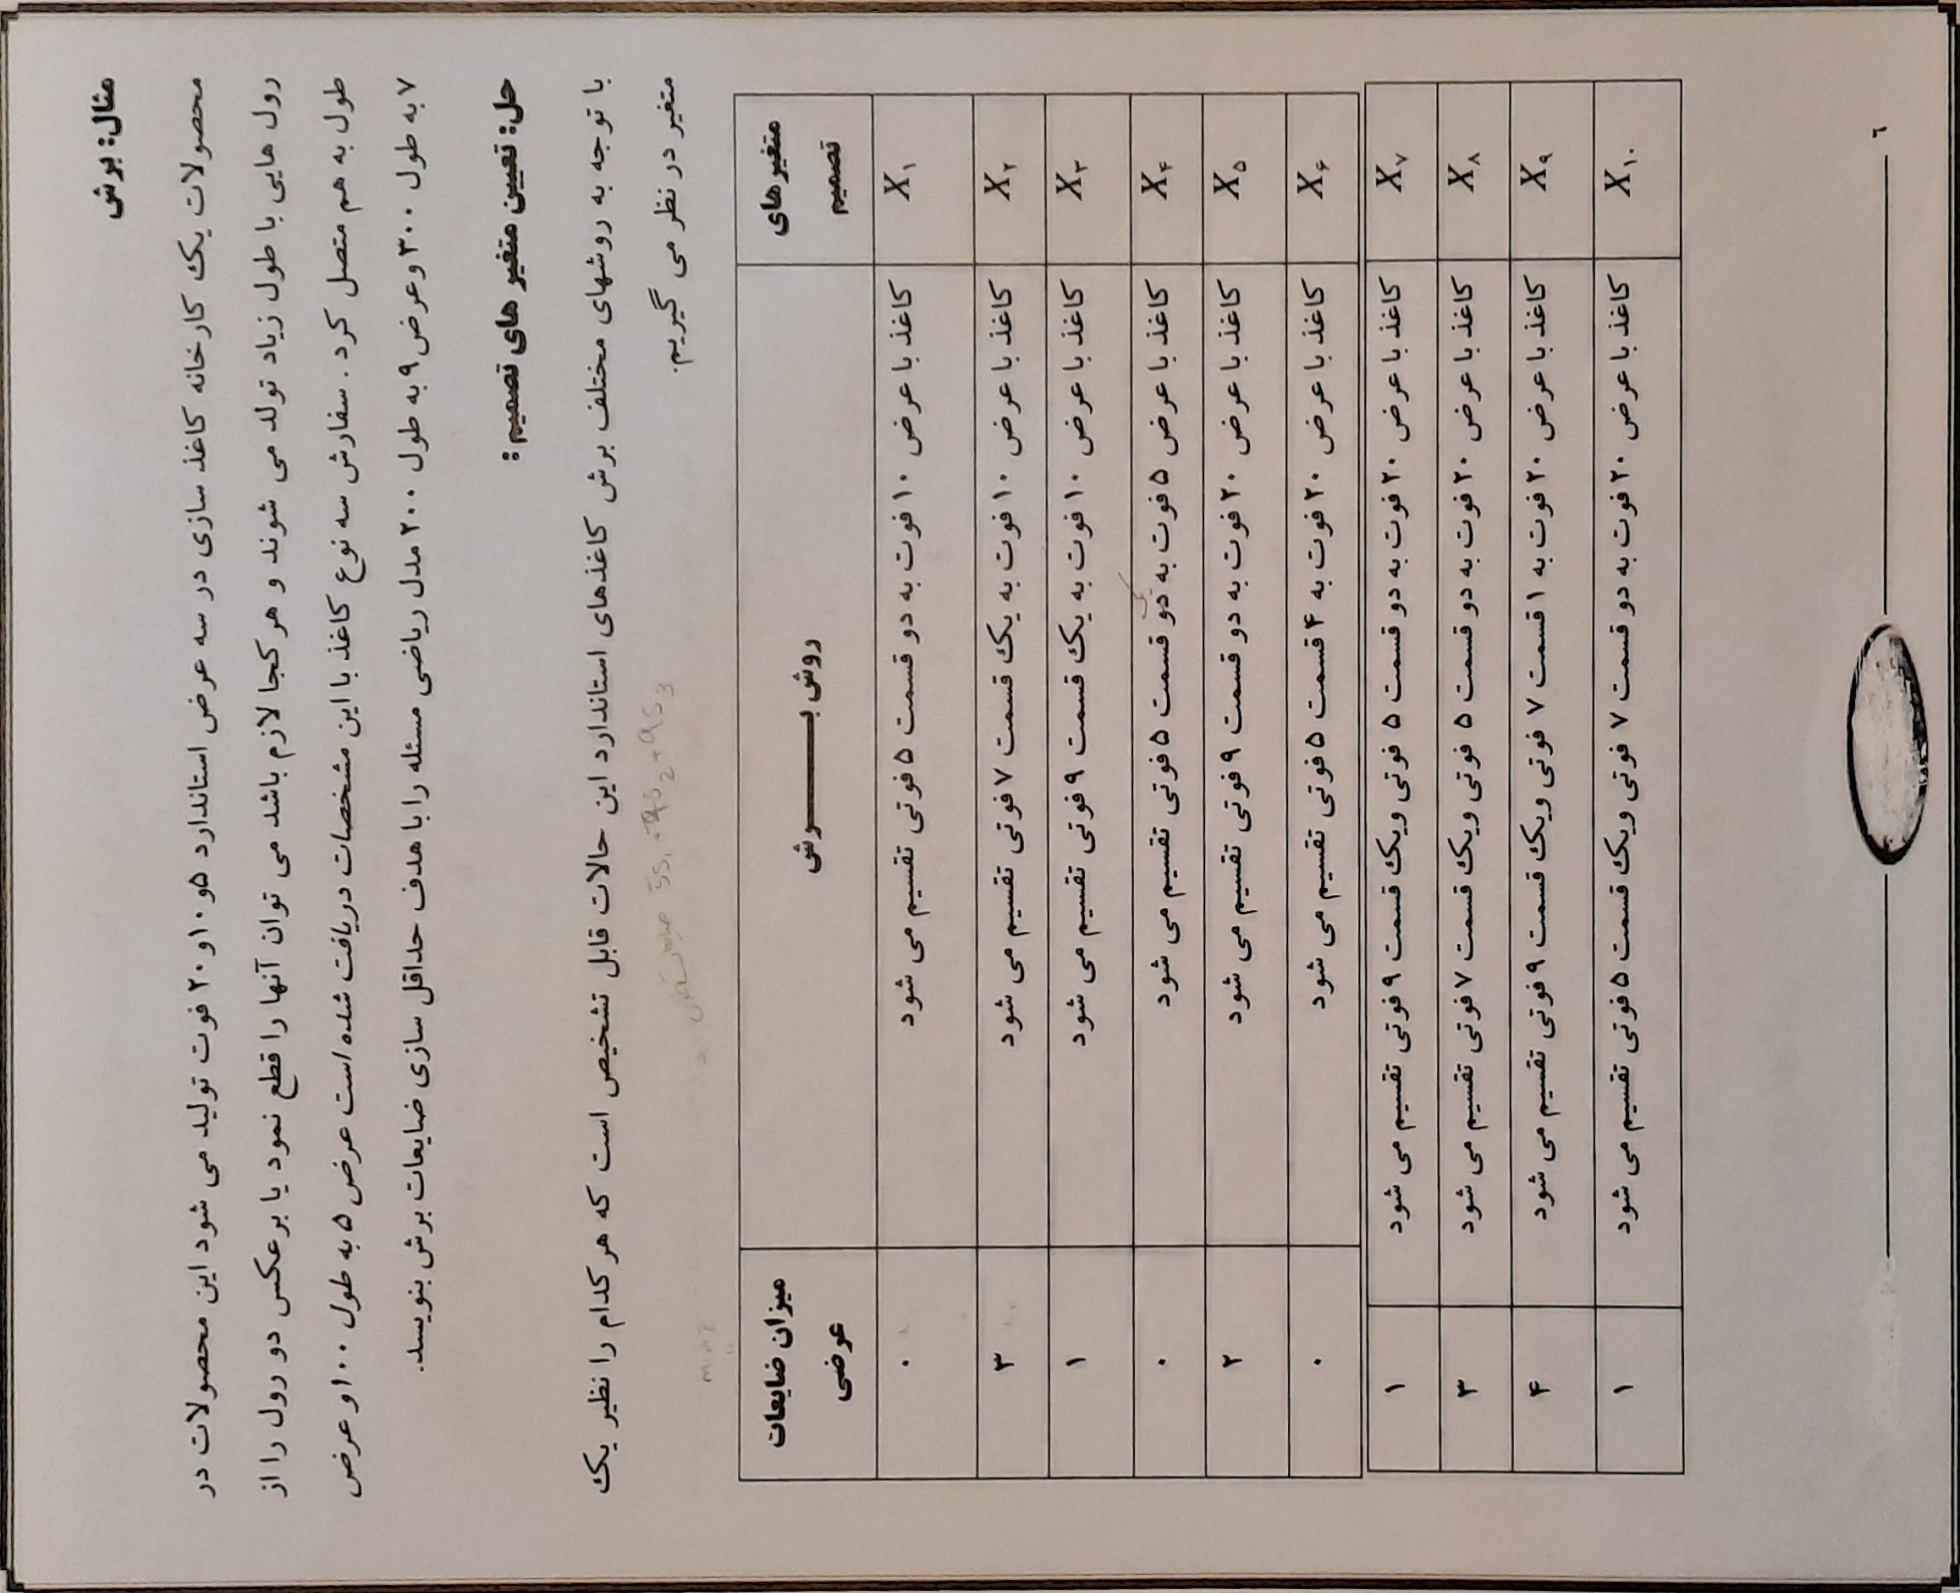 مثال: برش
محصولات یک کارخانه کاغذ سازی در سه عرض استاندارد ۵و۱۰و۲۰ فوت تولید می شود این محصولات در
رول هایی با طول زیاد تولد می شوند و هرکجا لازم باشد می توان آنها را قطع نمود یا برعکس دو رول را از
طول به هم متصل کرد. سفارش سه نوع کاغذ با این مشخصات دریافت شده است عرض ۵ به طول ۱۰۰ و عرض
۷ به طول ۳۰۰ و عرض ۹ به طول ۲۰۰ مدل ریاضی مسئله را با هدف حداقل سازی ضایعات برش بنویسد.
حل: تعیین متغیر های تصمیم:
با توجه به روشهای مختلف برش کاغذهای استاندارد این حالات قابل تشخیص است که هر کدام را نظیر یک
متغیر در نظر می گیریم.
متغیرهای تصمیم روش بـــــرش میزان ضایعات عرضی
X۱ کاغذ با عرض ۱۰ فوت به دو قسمت ۵ فوتی تقسیم می شود ۰
X۲ کاغذ با عرض ۱۰ فوت به یک قسمت ۷ فوتی تقسیم می شود ۳
X۳ کاغذ با عرض ۱۰ فوت به یک قسمت ۹ فوتی تقسیم می شود ۱
X۴ کاغذ با عرض ۵ فوت به دو قسمت ۵ فوتی تقسیم می شود ۰
X۵ کاغذ با عرض ۲۰ فوت به دو قسمت ۹ فوتی تقسیم می شود ۲
X۶ کاغذ با عرض ۲۰ فوت به ۴ قسمت ۵ فوتی تقسیم می شود ۰
X۷ کاغذ با عرض ۲۰ فوت به دو قسمت ۵ فوتی ویک قسمت ۹ فوتی تقسیم می شود ۱
X۸ کاغذ با عرض ۲۰ فوت به دو قسمت ۵ فوتی ویک قسمت ۷ فوتی تقسیم می شود ۳
X۹ کاغذ با عرض ۲۰ فوت به ۱ قسمت ۷ فوتی ویک قسمت ۹ فوتی تقسیم می شود ۴
X۱۰ کاغذ با عرض ۲۰ فوت به دو قسمت ۷ فوتی ویک قسمت ۵ فوتی تقسیم می شود ۱
٦